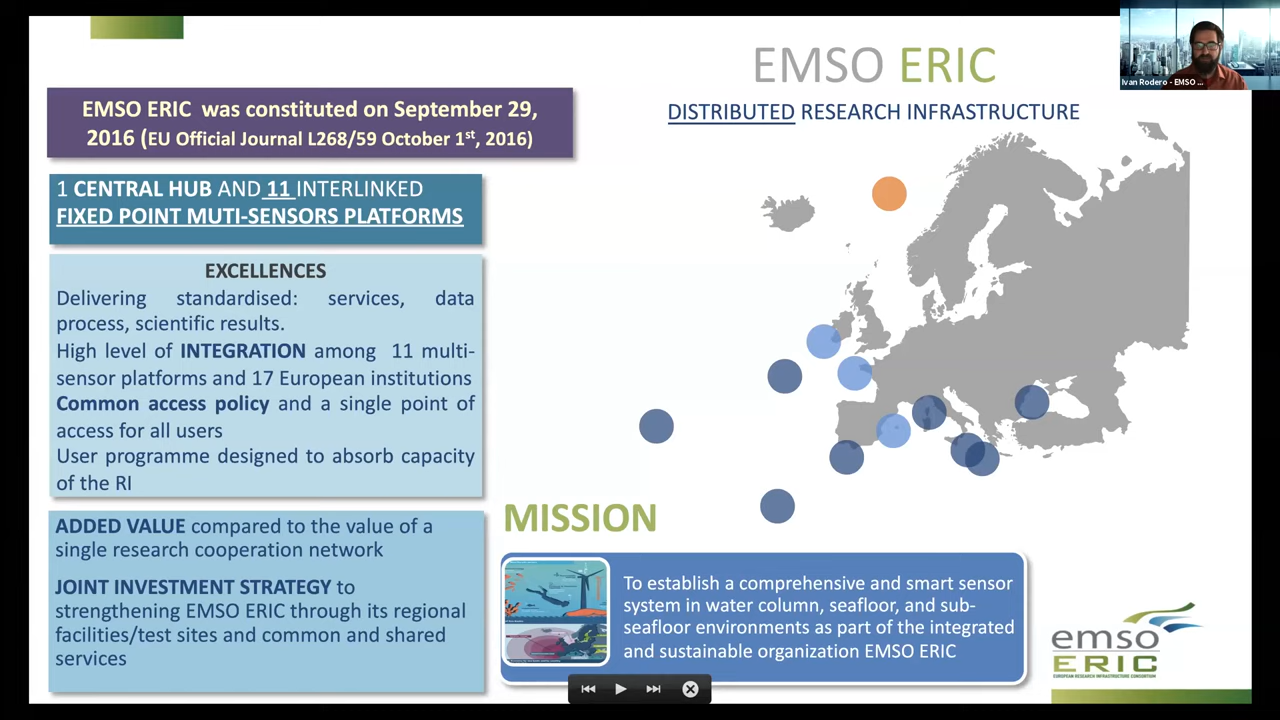 EMSO ERIC
DISTRIBUTED RESEARCH INFRASTRUCTURE
Ivan Rodero - EMSO ...
EMSO ERIC was constituted on September 29,
2016 (EU Official Journal L268/59 October 1st, 2016)
1 CENTRAL HUB AND 11 INTERLINKED
FIXED POINT MUTI-SENSORS PLATFORMS
EXCELLENCES
Delivering standardised: services, data
process, scientific results.
High level of INTEGRATION among 11 multi-
sensor platforms and 17 European institutions
Common access policy and a single point of
access for all users
User programme designed to absorb capacity
of the RI
ADDED VALUE compared to the value of a
single research cooperation network
JOINT INVESTMENT STRATEGY to
strengthening EMSO ERIC through its regional
facilities/test sites and common and shared
services
MISSION
To establish a comprehensive and smart sensor
system in water column, seafloor, and sub-
seafloor environments as part of the integrated
and sustainable organization EMSO ERIC
emso
ERIC
EUROPEAN RESEARCH INFRASTRUCTURE CONSORTIUM